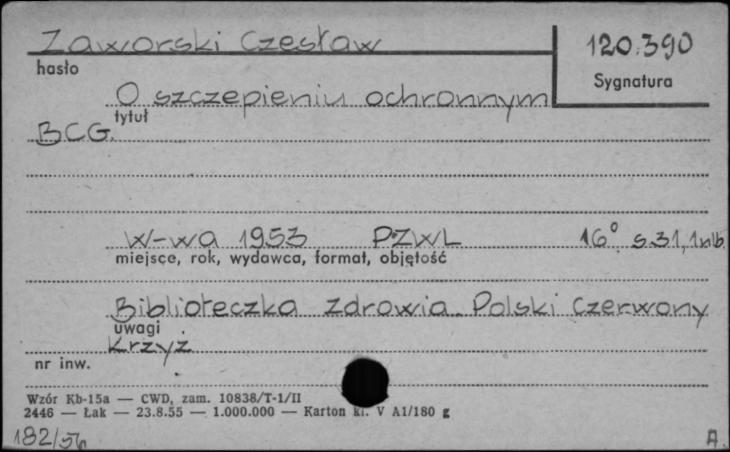 Zaworski Czesław
120.390
hasło
Sygnatura
O szczepieniu ochronnym
tytuł
BCG.
W-wa 1953 PZWL 16° s.31,1nlb.
miejsce, rok, wydawca, format, objętość
Biblioteczka Zdrowia. Polski Czerwony
uwagi
Krzyż
nr inw.
Wzór Kb-15a — CWD, zam. 10838/T-1/II
2446 — Łak — 23.8.55 — 1.000.000 — Karton kl. V A1/180 g
182/56
A.